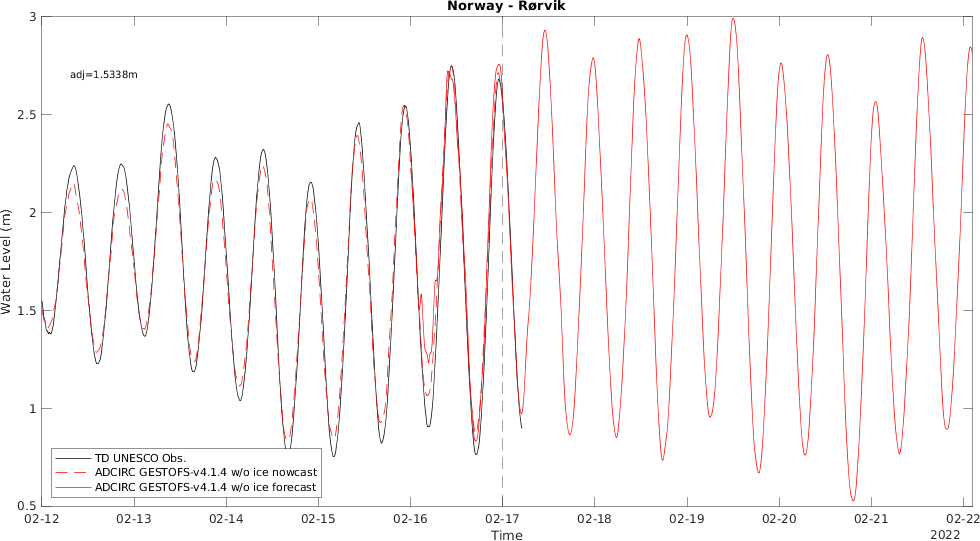 Norway - Rørvik
adj=1.5338m
Water Level (m)
3
2.5
2
1.5
1
0.5
TD UNESCO Obs.
ADCIRC GESTOFS-v4.1.4 w/o ice nowcast
ADCIRC GESTOFS-v4.1.4 w/o ice forecast
02-12 02-13 02-14 02-15 02-16 02-17 02-18 02-19 02-20 02-21 02-22
Time
2022